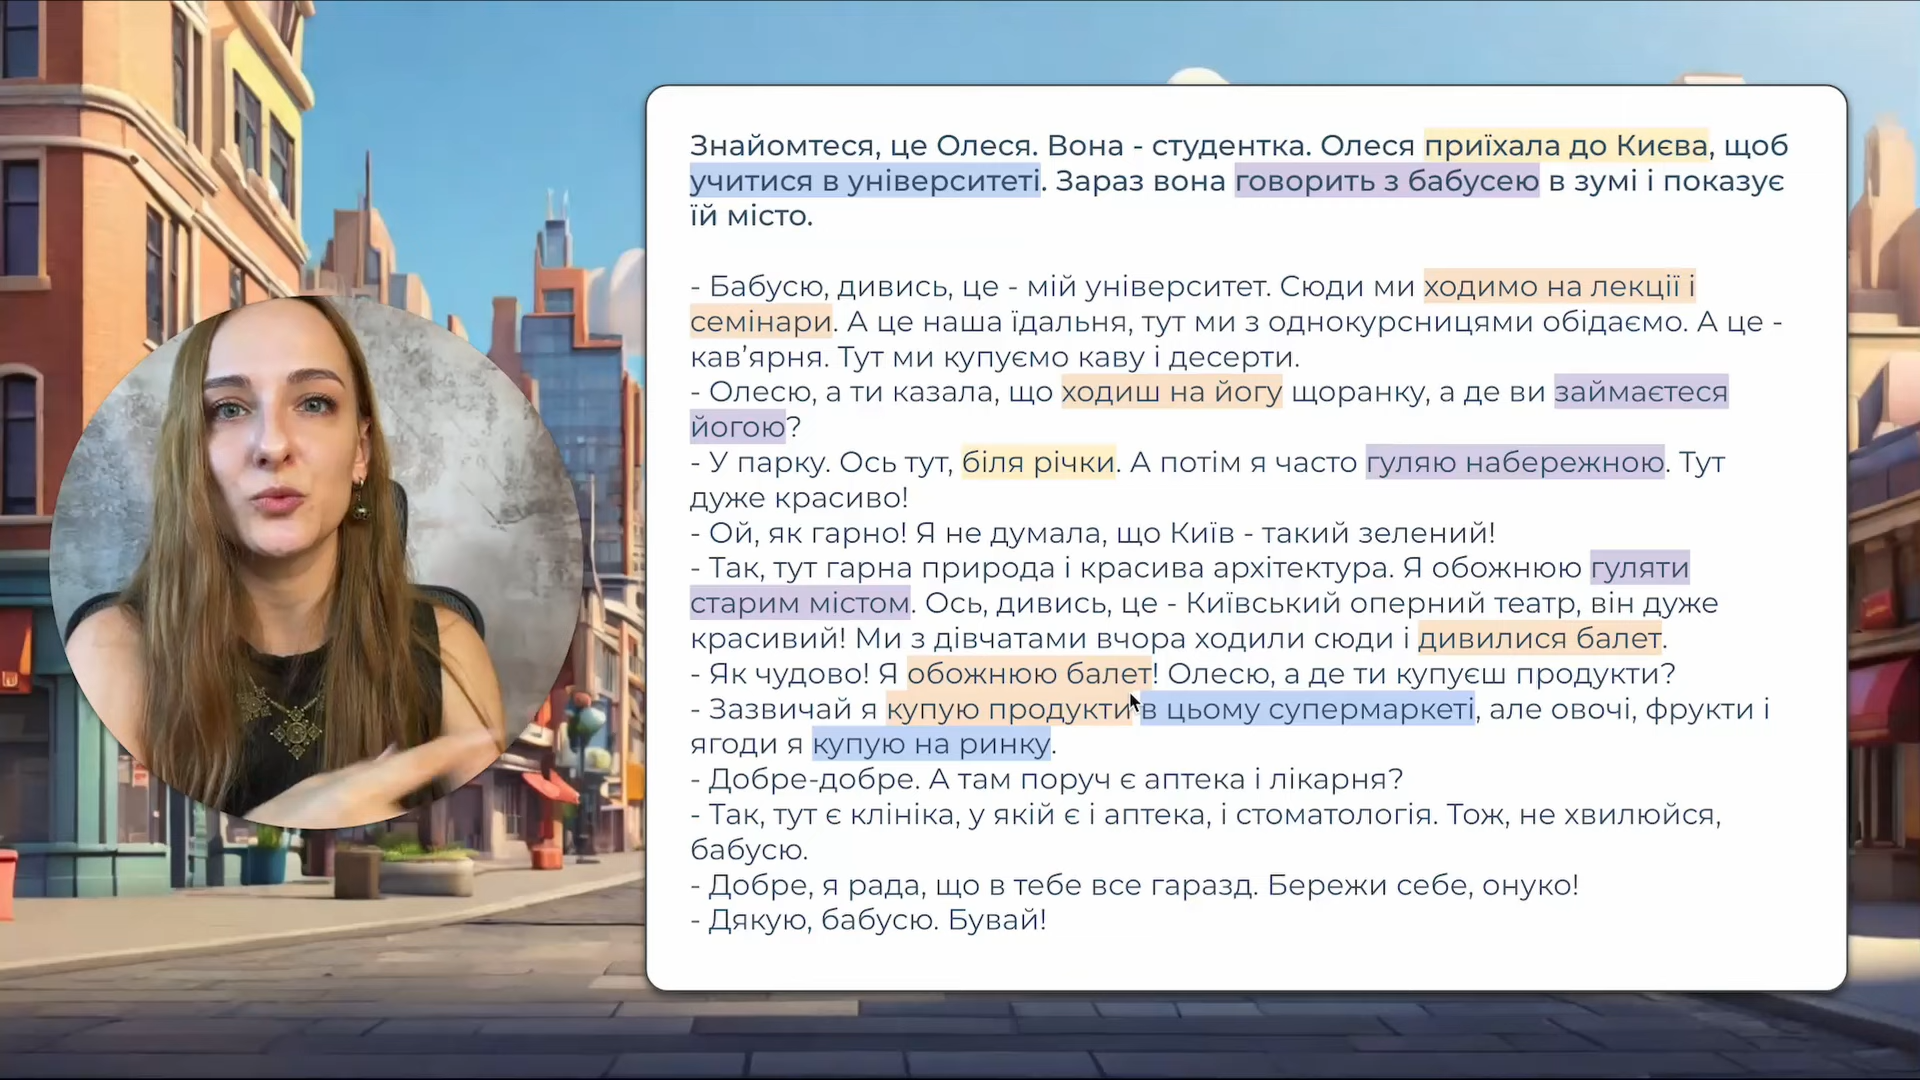 Знайомтеся, це Олеся. Вона - студентка. Олеся приїхала до Києва, щоб
учитися в університеті. Зараз вона говорить з бабусею в зумі і показує
їй місто.
- Бабусю, дивись, це - мій університет. Сюди ми ходимо на лекції і
семінари. А це наша їдальня, тут ми з однокурсницями обідаємо. А це -
кав’ярня. Тут ми купуємо каву і десерти.
- Олесю, а ти казала, що ходиш на йогу щоранку, а де ви займаєтеся
йогою?
- У парку. Ось тут, біля річки. А потім я часто гуляю набережною. Тут
дуже красиво!
- Ой, як гарно! Я не думала, що Київ - такий зелений!
- Так, тут гарна природа і красива архітектура. Я обожнюю гуляти
старим містом. Ось, дивись, це - Київський оперний театр, він дуже
красивий! Ми з дівчатами вчора ходили сюди і дивилися балет.
- Як чудово! Я обожнюю балет! Олесю, а де ти купуєш продукти?
- Зазвичай я купую продукти в цьому супермаркеті, але овочі, фрукти і
ягоди я купую на ринку.
- Добре-добре. А там поруч є аптека і лікарня?
- Так, тут є клініка, у якій є і аптека, і стоматологія. Тож, не хвилюйся,
бабусю.
- Добре, я рада, що в тебе все гаразд. Бережи себе, онуко!
- Дякую, бабусю. Бувай!